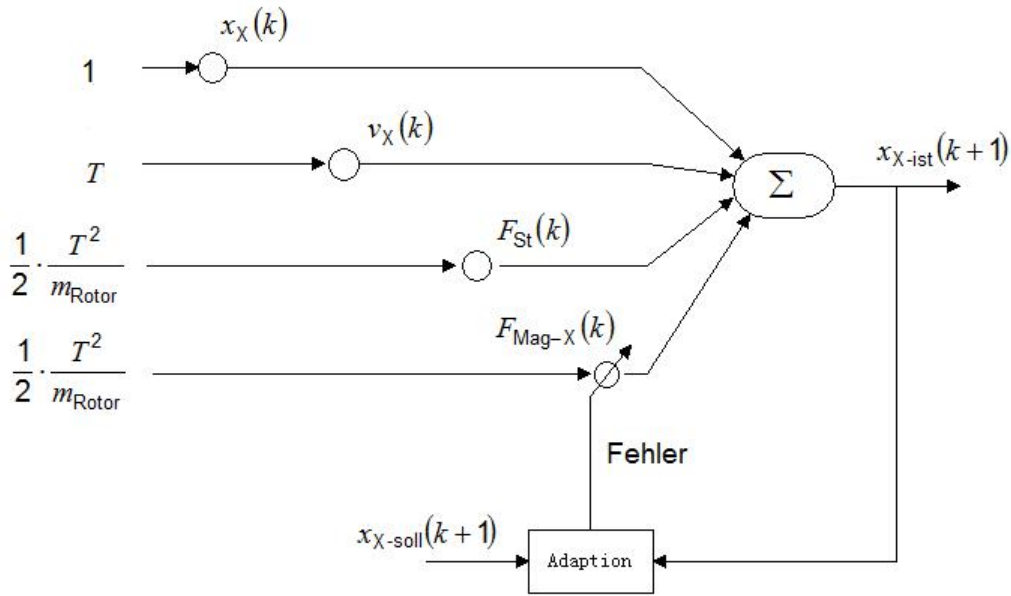 x_X(k)
1
v_X(k)
T
x_X-ist(k+1)
Σ
F_St(k)
1/2 · T²/m_Rotor
F_Mag-X(k)
1/2 · T²/m_Rotor
Fehler
x_X-soll(k+1)
Adaption